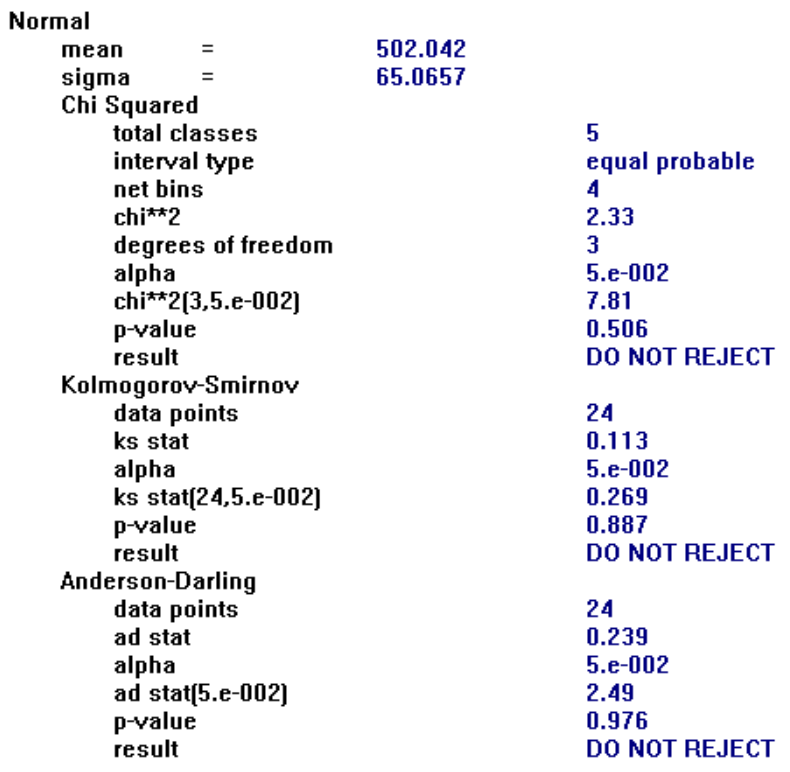 Normal
mean = 502.042
sigma = 65.0657
Chi Squared
total classes 5
interval type equal probable
net bins 4
chi**2 2.33
degrees of freedom 3
alpha 5.e-002
chi**2(3,5.e-002) 7.81
p-value 0.506
result DO NOT REJECT
Kolmogorov-Smirnov
data points 24
ks stat 0.113
alpha 5.e-002
ks stat(24,5.e-002) 0.269
p-value 0.887
result DO NOT REJECT
Anderson-Darling
data points 24
ad stat 0.239
alpha 5.e-002
ad stat(5.e-002) 2.49
p-value 0.976
result DO NOT REJECT